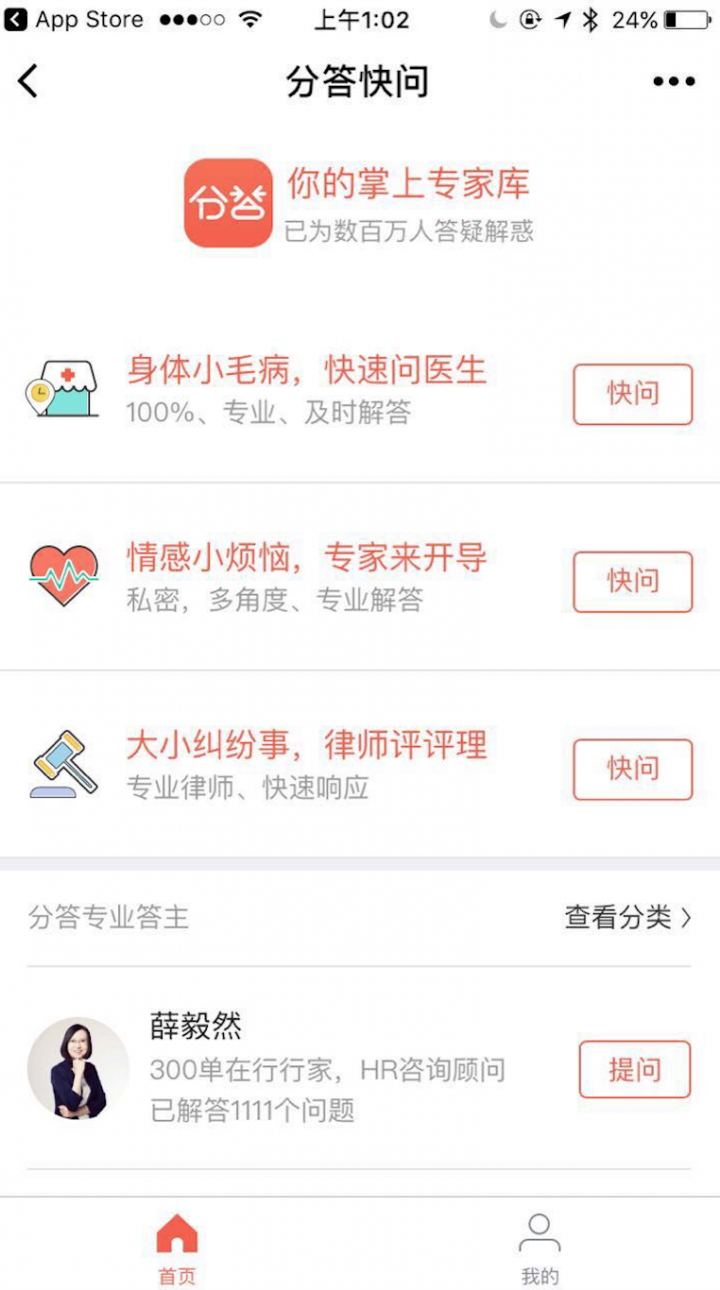 App Store
上午1:02
24%
分答快问
分答
你的掌上专家库
已为数百万人答疑解惑
身体小毛病，快速问医生
100%、专业、及时解答
快问
情感小烦恼，专家来开导
私密，多角度、专业解答
快问
大小纠纷事，律师评评理
专业律师、快速响应
快问
分答专业答主
查看分类
薛毅然
300单在行行家，HR咨询顾问
已解答1111个问题
提问
首页
我的